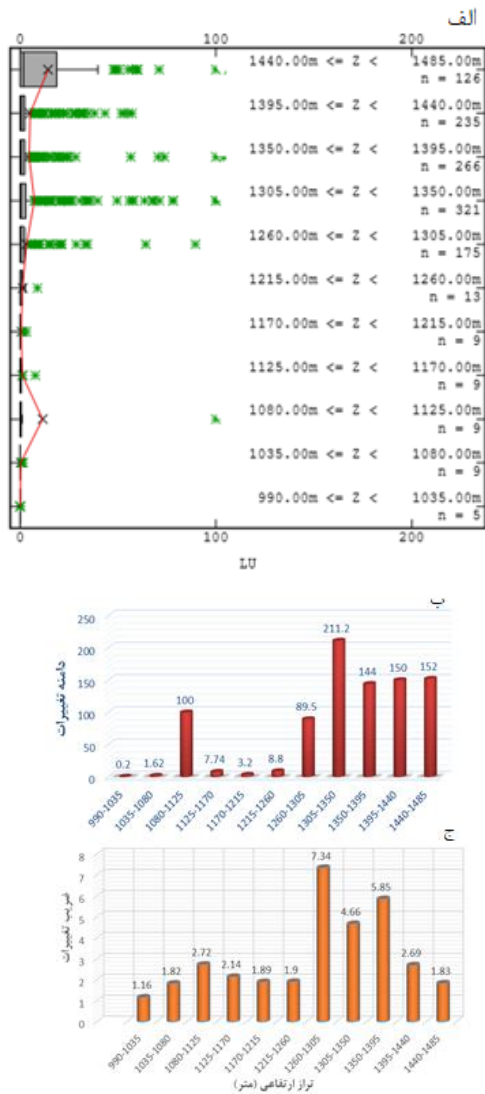 الف
0 100 200
1440.00m <= Z < 1485.00m
n = 126
1395.00m <= Z < 1440.00m
n = 235
1350.00m <= Z < 1395.00m
n = 266
1305.00m <= Z < 1350.00m
n = 321
1260.00m <= Z < 1305.00m
n = 175
1215.00m <= Z < 1260.00m
n = 13
1170.00m <= Z < 1215.00m
n = 9
1125.00m <= Z < 1170.00m
n = 9
1080.00m <= Z < 1125.00m
n = 9
1035.00m <= Z < 1080.00m
n = 9
990.00m <= Z < 1035.00m
n = 5
0 100 200
LU
ب
دامنه تغییرات
250
200
150
100
50
0
0.2 1.62 100 7.74 3.2 8.8 89.5 211.2 144 150 152
990-1035 1035-1080 1080-1125 1125-1170 1170-1215 1215-1260 1260-1305 1305-1350 1350-1395 1395-1440 1440-1485
ج
ضریب تغییرات
8
7
6
5
4
3
2
1
0
1.16 1.82 2.72 2.14 1.89 1.9 7.34 4.66 5.85 2.69 1.83
990-1035 1035-1080 1080-1125 1125-1170 1170-1215 1215-1260 1260-1305 1305-1350 1350-1395 1395-1440 1440-1485
تراز ارتفاعی (متر)